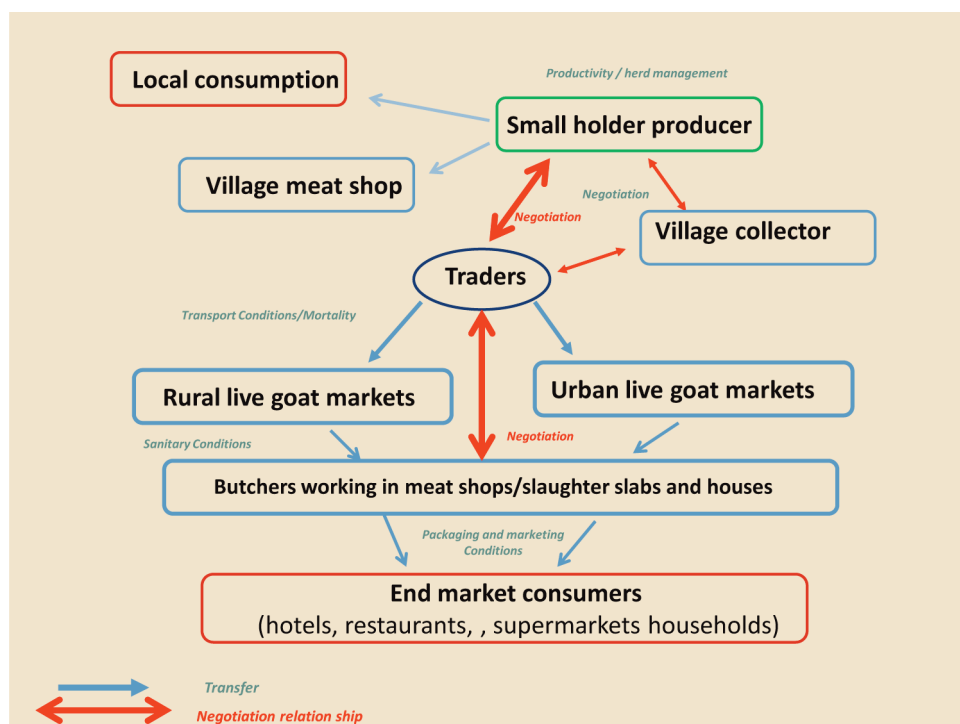 Local consumption
Productivity / herd management
Small holder producer
Village meat shop
Negotiation
Negotiation
Village collector
Traders
Transport Conditions/Mortality
Rural live goat markets
Urban live goat markets
Sanitary Conditions
Negotiation
Butchers working in meat shops/slaughter slabs and houses
Packaging and marketing
Conditions
End market consumers
(hotels, restaurants, , supermarkets households)
Transfer
Negotiation relation ship